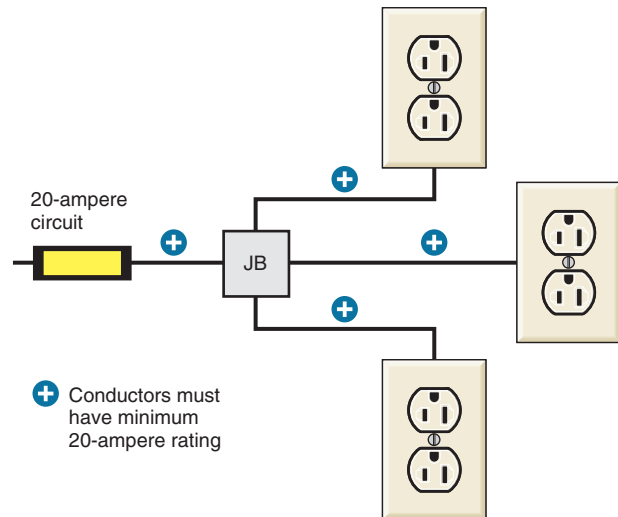 20-ampere
circuit
JB
Conductors must
have minimum
20-ampere rating